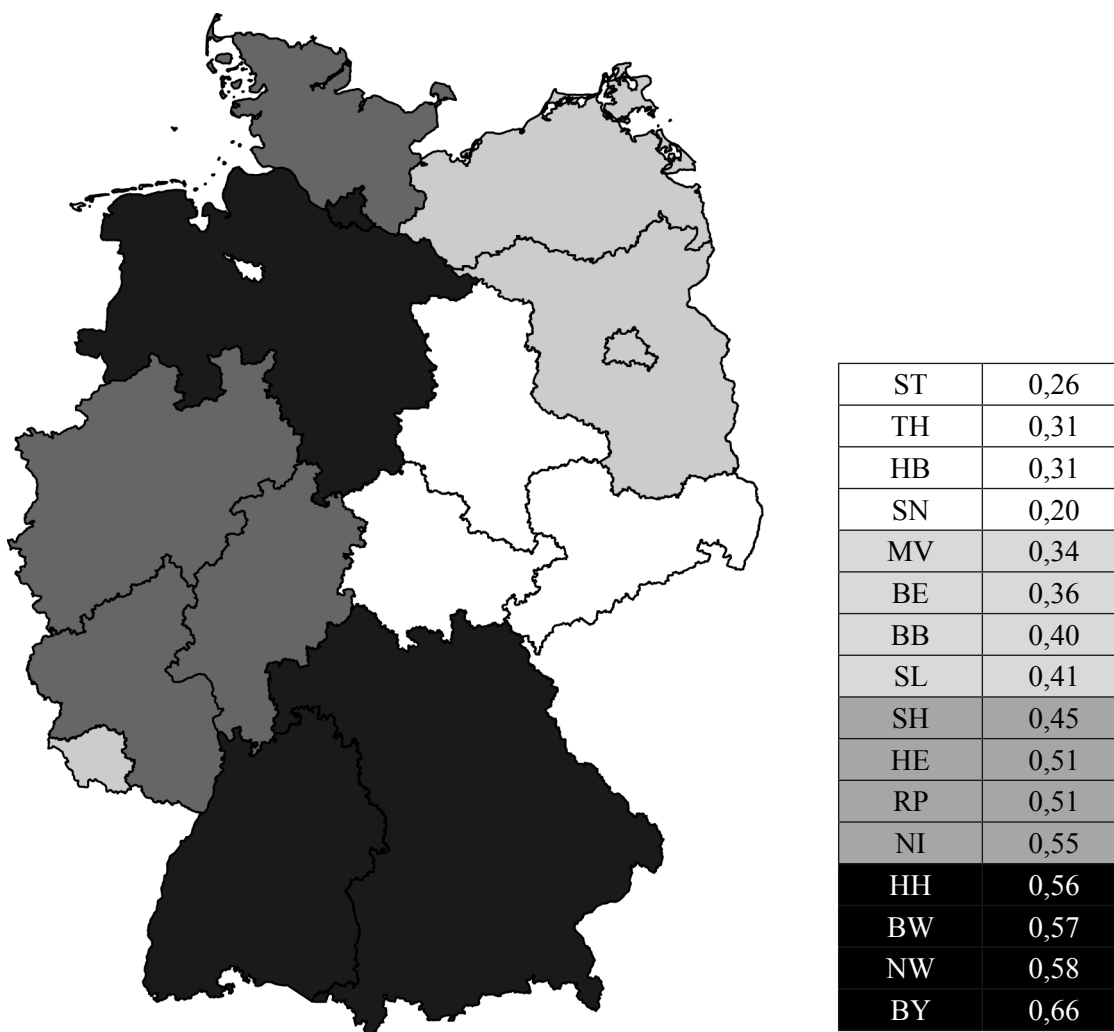 ST 0,26
TH 0,31
HB 0,31
SN 0,20
MV 0,34
BE 0,36
BB 0,40
SL 0,41
SH 0,45
HE 0,51
RP 0,51
NI 0,55
HH 0,56
BW 0,57
NW 0,58
BY 0,66